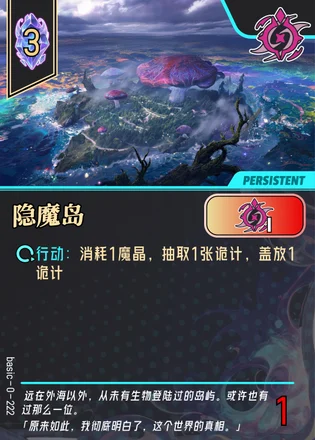 3
PERSISTENT
隐魔岛
I
行动：消耗1魔晶，抽取1张诡计，盖放1
诡计
basic-0-222
远在外海以外，从未有生物登陆过的岛屿。或许也有
过那么一位。
「原来如此，我彻底明白了，这个世界的真相。」
1